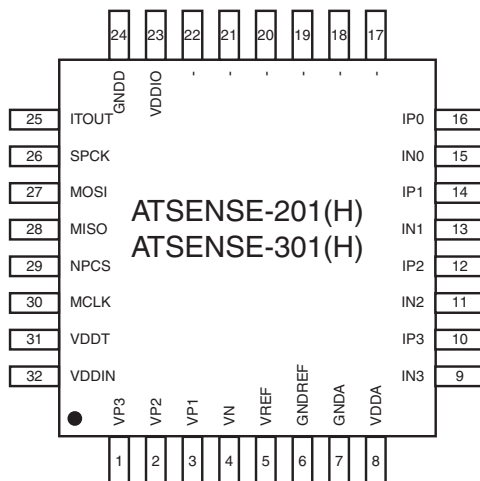 24 23 22 21 20 19 18 17
GNDD VDDIO - - - - - -
25 ITOUT IP0 16
26 SPCK IN0 15
27 MOSI IP1 14
28 MISO IN1 13
29 NPCS IP2 12
30 MCLK IN2 11
31 VDDT IP3 10
32 VDDIN IN3 9
ATSENSE-201(H)
ATSENSE-301(H)
VP3 VP2 VP1 VN VREF GNDREF GNDA VDDA
1 2 3 4 5 6 7 8